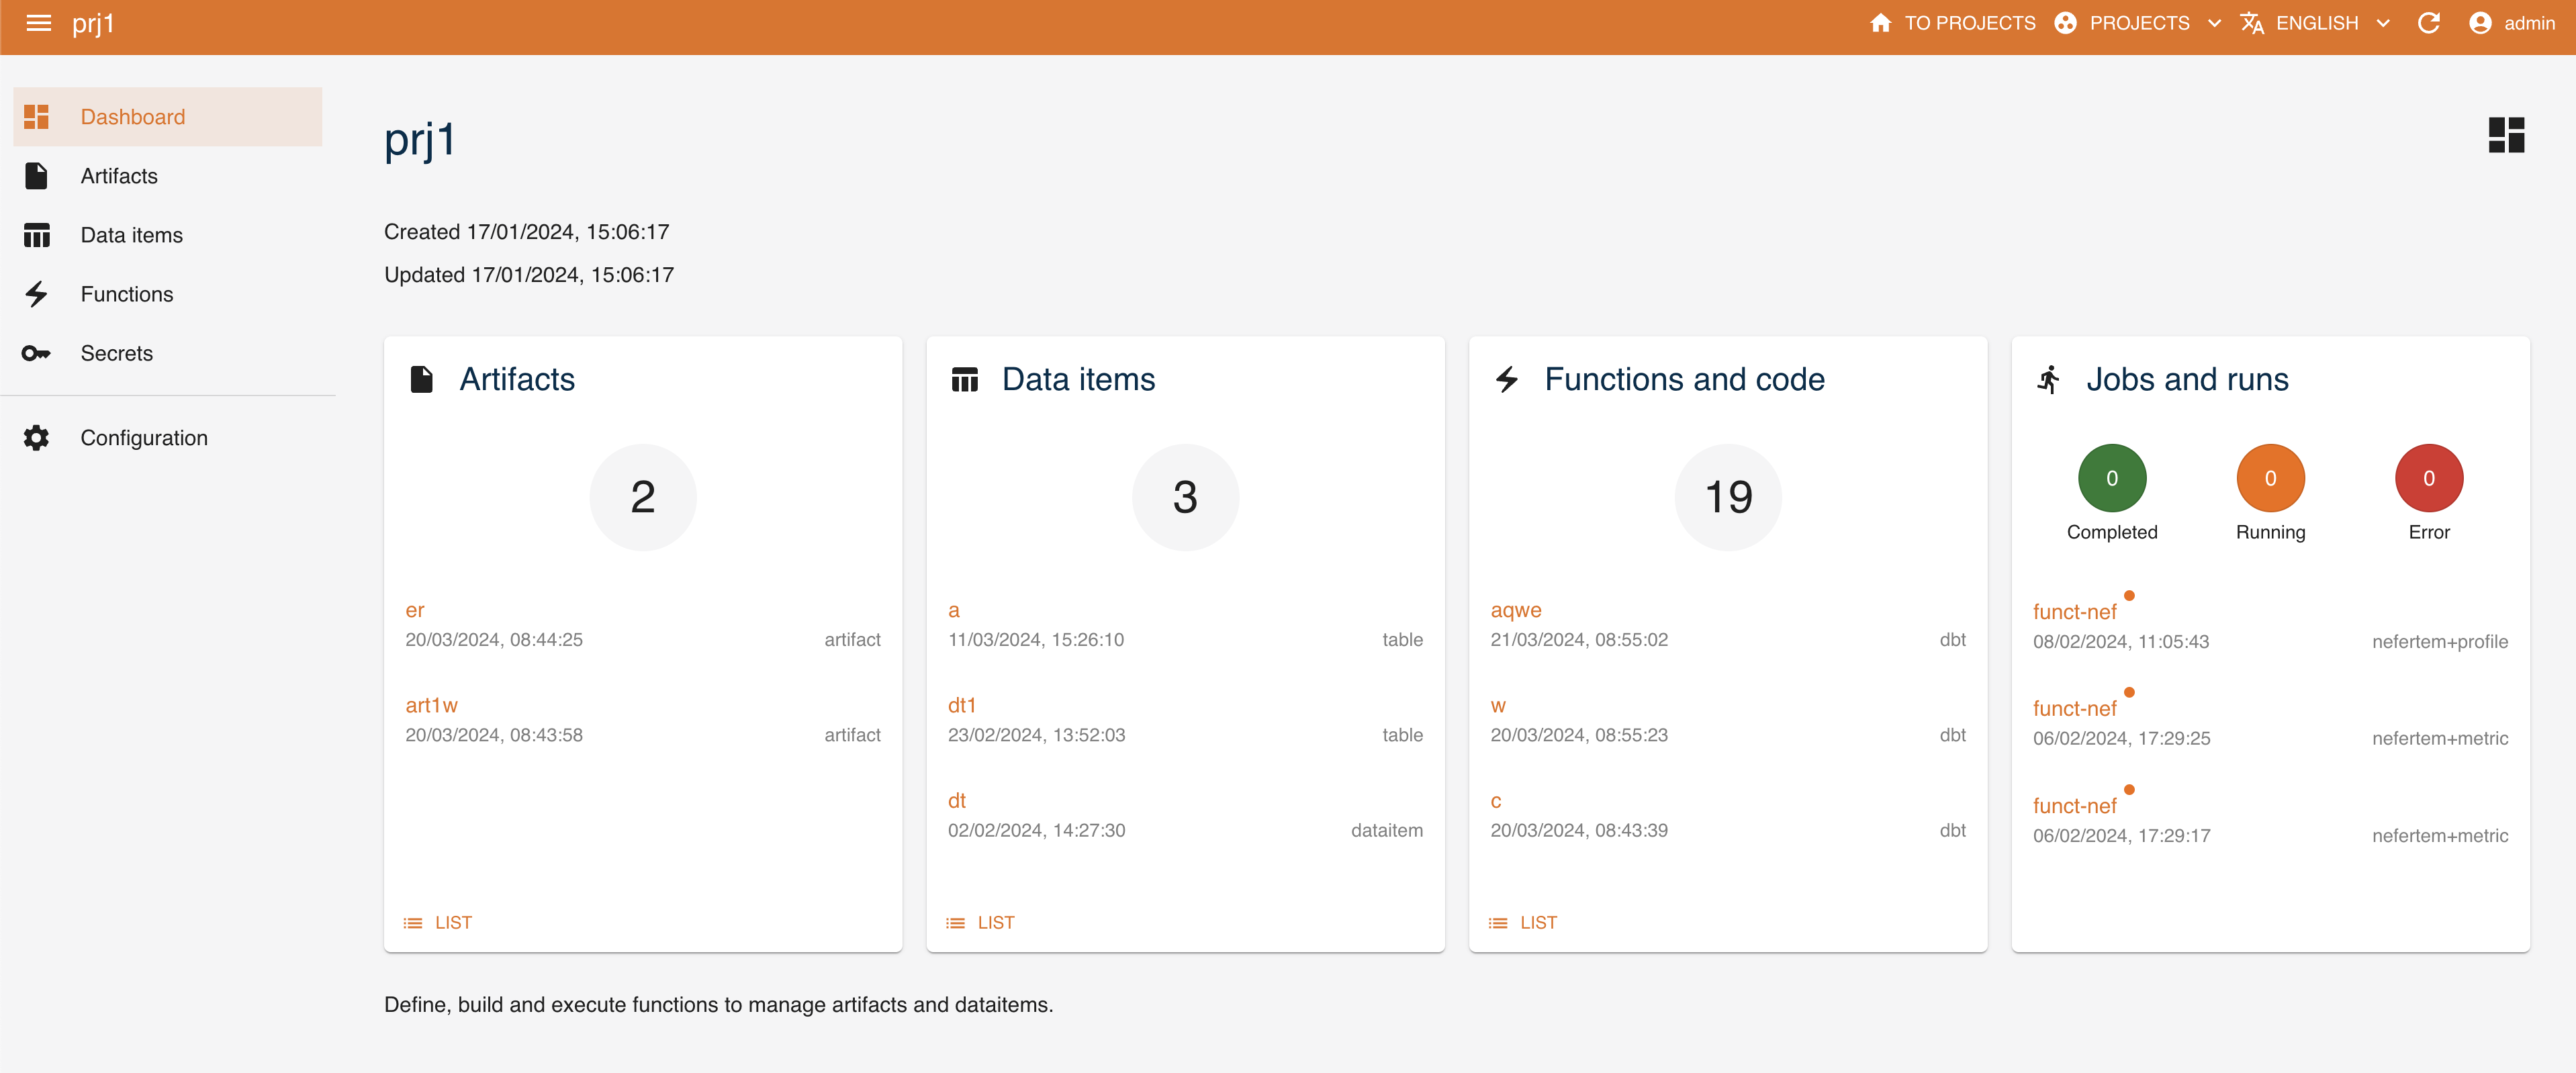 prj1
TO PROJECTS PROJECTS ENGLISH admin
Dashboard
Artifacts
Data items
Functions
Secrets
Configuration
prj1
Created 17/01/2024, 15:06:17
Updated 17/01/2024, 15:06:17
Artifacts
2
er
20/03/2024, 08:44:25 artifact
art1w
20/03/2024, 08:43:58 artifact
LIST
Data items
3
a
11/03/2024, 15:26:10 table
dt1
23/02/2024, 13:52:03 table
dt
02/02/2024, 14:27:30 dataitem
LIST
Functions and code
19
aqwe
21/03/2024, 08:55:02 dbt
w
20/03/2024, 08:55:23 dbt
c
20/03/2024, 08:43:39 dbt
LIST
Jobs and runs
0 0 0
Completed Running Error
funct-nef
08/02/2024, 11:05:43 nefertem+profile
funct-nef
06/02/2024, 17:29:25 nefertem+metric
funct-nef
06/02/2024, 17:29:17 nefertem+metric
Define, build and execute functions to manage artifacts and dataitems.